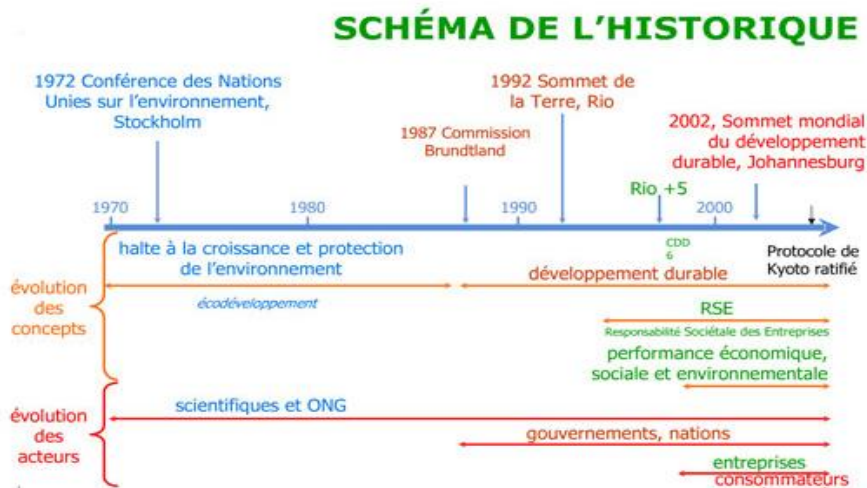 SCHÉMA DE L'HISTORIQUE
1972 Conférence des Nations
Unies sur l'environnement,
Stockholm
1987 Commission
Brundtland
1992 Sommet de
la Terre, Rio
Rio +5
2002, Sommet mondial
du développement
durable, Johannesburg
1970
1980
1990
2000
halte à la croissance et protection
de l'environnement
CDD
6
Protocole de
Kyoto ratifié
développement durable
évolution
des
concepts
écodéveloppement
RSE
Responsabilité Sociétale des Entreprises
performance économique,
sociale et environnementale
évolution
des
acteurs
scientifiques et ONG
gouvernements, nations
entreprises
consommateurs